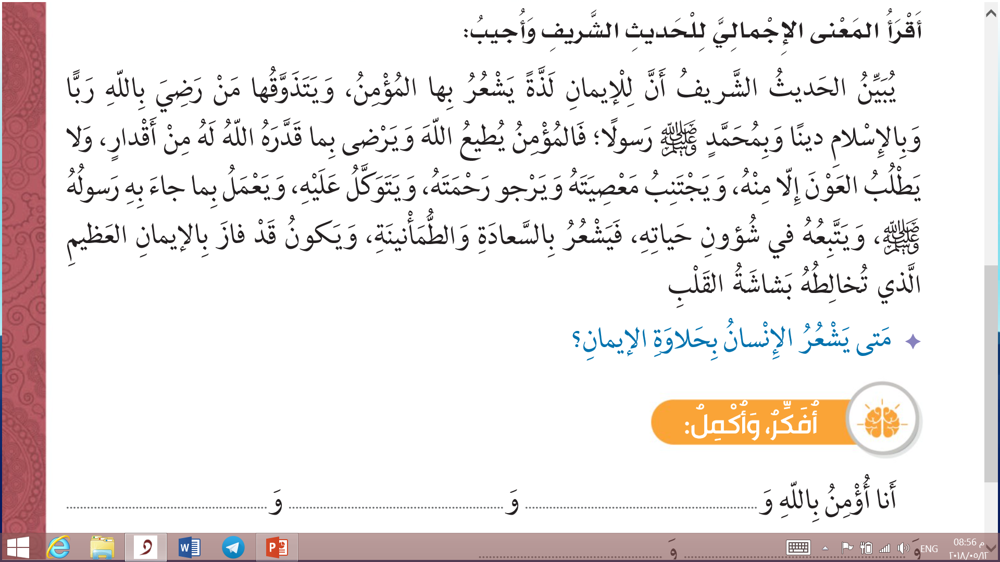 أَقْرَأُ المَعْنى الإِجْمالِيَّ لِلْحَديثِ الشَّريفِ وَأُجيبُ:
يُبَيِّنُ الحَديثُ الشَّريفُ أَنَّ لِلْإيمانِ لَذَّةً يَشْعُرُ بِها المُؤْمِنُ، وَيَتَذَوَّقُها مَنْ رَضِيَ بِاللّهِ رَبًّا
وَبِالإِسْلامِ دينًا وَبِمُحَمَّدٍ ﷺ رَسولًا؛ فَالمُؤْمِنُ يُطيعُ اللّهَ وَيَرْضى بِما قَدَّرَهُ اللّهُ لَهُ مِنْ أَقْدارٍ، وَلا
يَطْلُبُ العَوْنَ إِلّا مِنْهُ، وَيَجْتَنِبُ مَعْصِيَتَهُ وَيَرْجو رَحْمَتَهُ، وَيَتَوَكَّلُ عَلَيْهِ، وَيَعْمَلُ بِما جاءَ بِهِ رَسولُهُ
ﷺ، وَيَتَّبِعُهُ في شُؤونِ حَياتِهِ، فَيَشْعُرُ بِالسَّعادَةِ وَالطُّمَأْنينَةِ، وَيَكونُ قَدْ فازَ بِالإيمانِ العَظيمِ
الَّذي تُخالِطُهُ بَشاشَةُ القَلْبِ
مَتى يَشْعُرُ الإِنْسانُ بِحَلاوَةِ الإيمانِ؟
أُفَكِّرُ، وَأُكْمِلُ:
أَنا أُؤْمِنُ بِاللّهِ وَ .................... وَ .................... وَ ....................
وَ .................... وَ ....................
ENG
08:56 م
٢٠١٨/٠٥/١٢